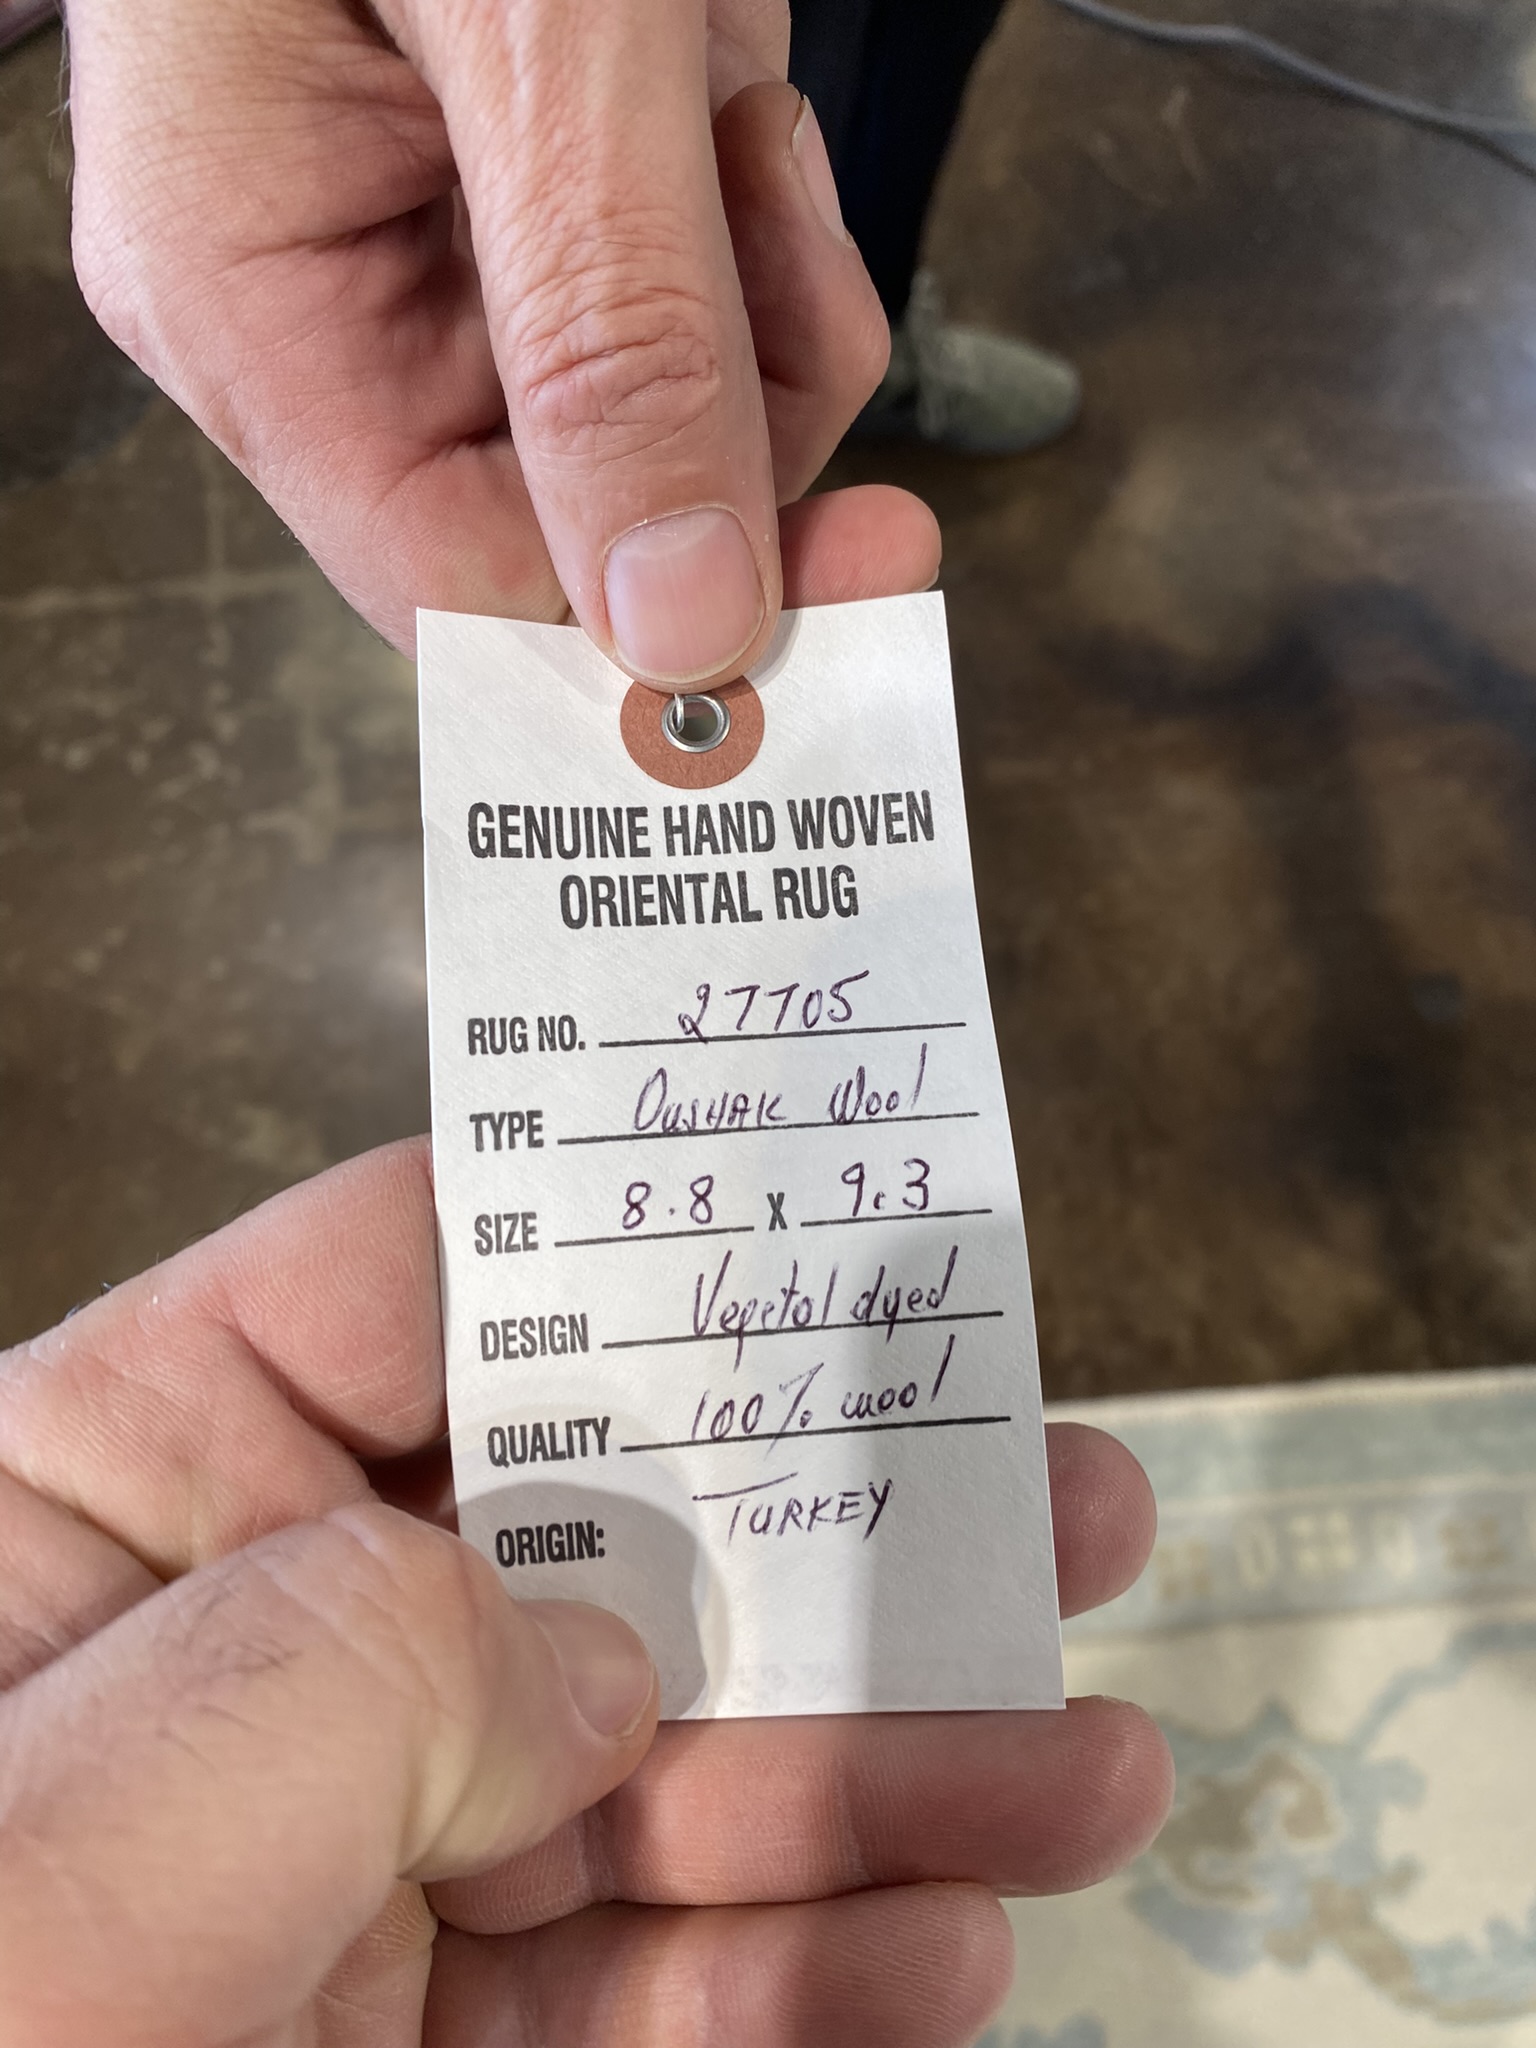 GENUINE HAND WOVEN
ORIENTAL RUG
RUG NO. 27705
TYPE Oushak Wool
SIZE 8.8 X 9.3
DESIGN Vegetal dyed
QUALITY 100% wool
ORIGIN: TURKEY